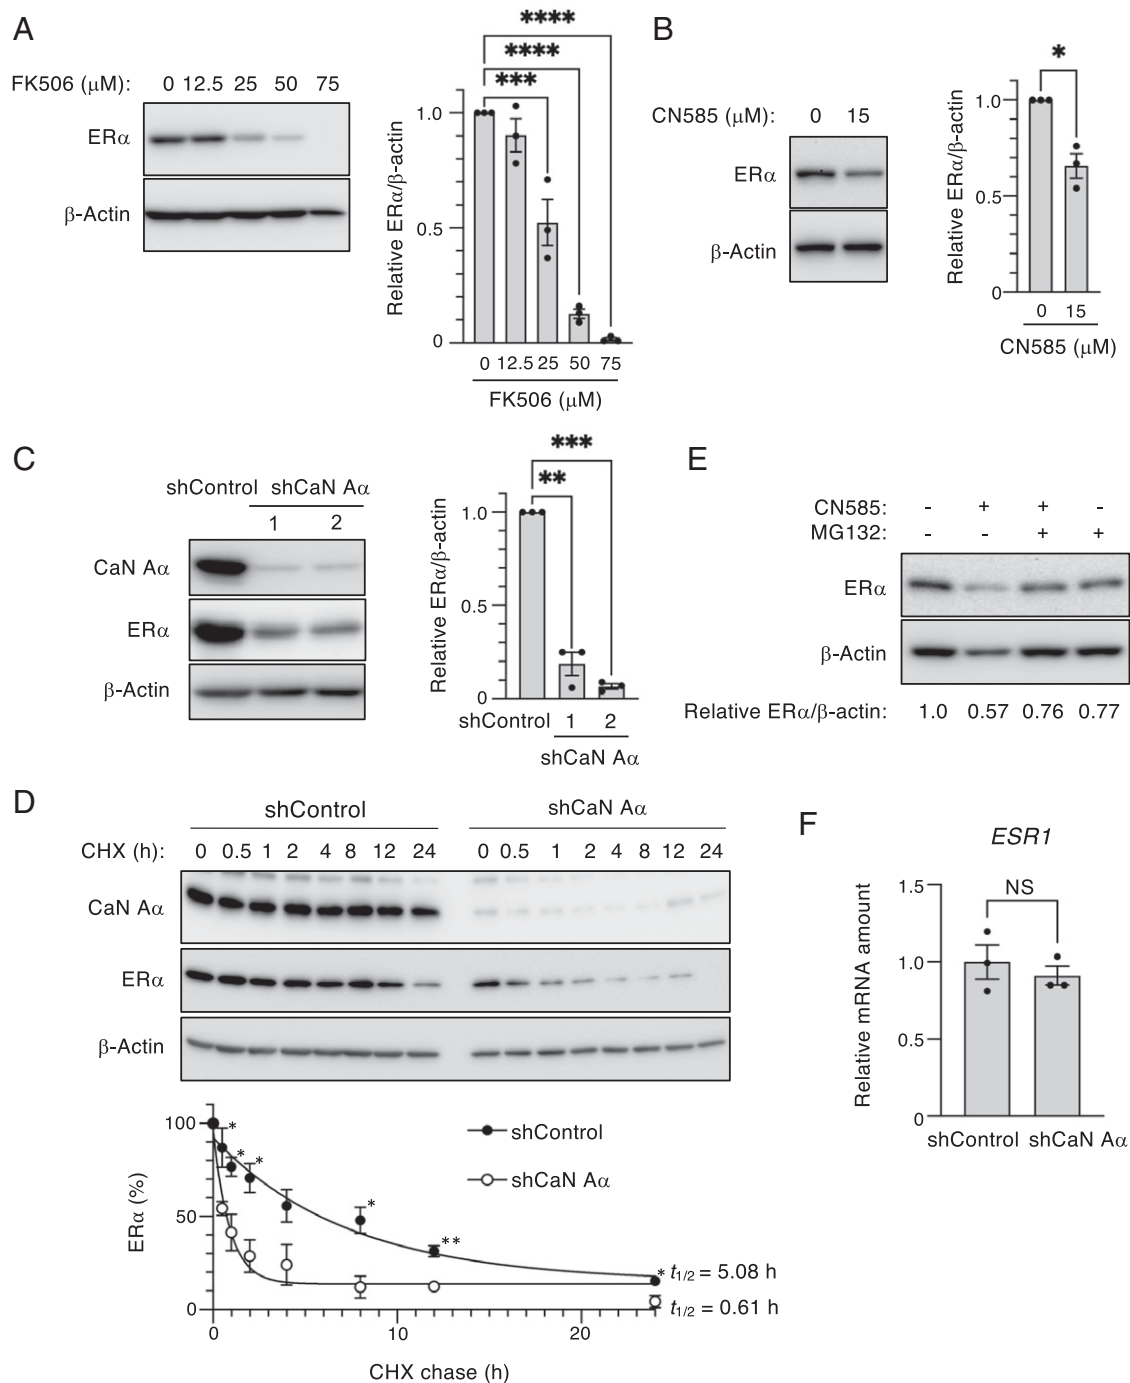 A
FK506 (μM): 0 12.5 25 50 75
ERα
β-Actin
**** 
****
***
Relative ERα/β-actin
1.0
0.5
0
0 12.5 25 50 75
FK506 (μM)
B
CN585 (μM): 0 15
ERα
β-Actin
*
Relative ERα/β-actin
1.0
0.5
0
0 15
CN585 (μM)
C
shControl shCaN Aα
1 2
CaN Aα
ERα
β-Actin
***
**
Relative ERα/β-actin
1.0
0.5
0
shControl 1 2
shCaN Aα
E
CN585: - + + -
MG132: - - + +
ERα
β-Actin
Relative ERα/β-actin: 1.0 0.57 0.76 0.77
D
shControl shCaN Aα
CHX (h): 0 0.5 1 2 4 8 12 24 0 0.5 1 2 4 8 12 24
CaN Aα
ERα
β-Actin
ERα (%)
100
50
0
* * * * ** *
shControl
shCaN Aα
t1/2 = 5.08 h
t1/2 = 0.61 h
0 10 20
CHX chase (h)
F
ESR1
NS
Relative mRNA amount
1.5
1.0
0.5
0
shControl shCaN Aα